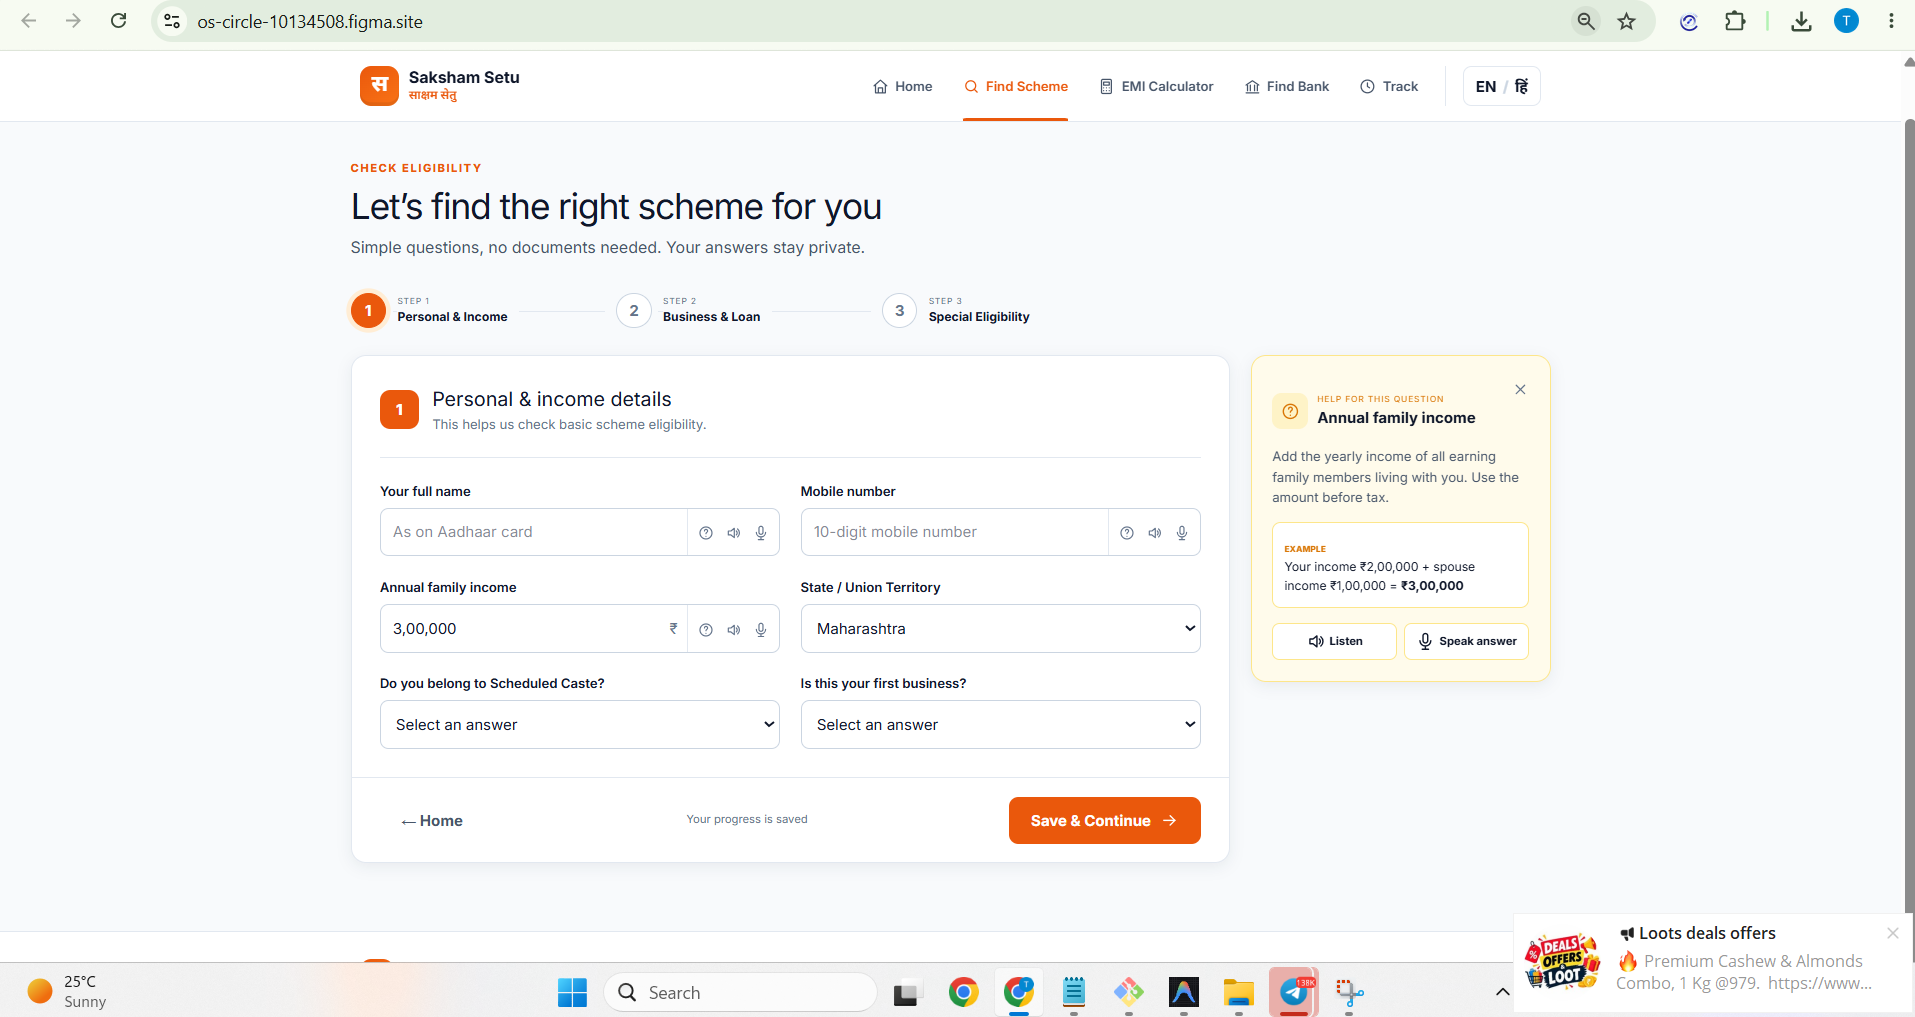 os-circle-10134508.figma.site
T
स
Saksham Setu
साक्षम सेतु
Home
Find Scheme
EMI Calculator
Find Bank
Track
EN / हिं
CHECK ELIGIBILITY
Let’s find the right scheme for you
Simple questions, no documents needed. Your answers stay private.
1
STEP 1
Personal & Income
2
STEP 2
Business & Loan
3
STEP 3
Special Eligibility
1
Personal & income details
This helps us check basic scheme eligibility.
Your full name
As on Aadhaar card
Mobile number
10-digit mobile number
Annual family income
3,00,000 ₹
State / Union Territory
Maharashtra
Do you belong to Scheduled Caste?
Select an answer
Is this your first business?
Select an answer
← Home
Your progress is saved
Save & Continue →
HELP FOR THIS QUESTION
Annual family income
Add the yearly income of all earning
family members living with you. Use the
amount before tax.
EXAMPLE
Your income ₹2,00,000 + spouse
income ₹1,00,000 = ₹3,00,000
Listen
Speak answer
Loots deals offers
Premium Cashew & Almonds
Combo, 1 Kg @979. https://www...
DEALS
OFFERS
LOOT
25°C
Sunny
Search
T
138K